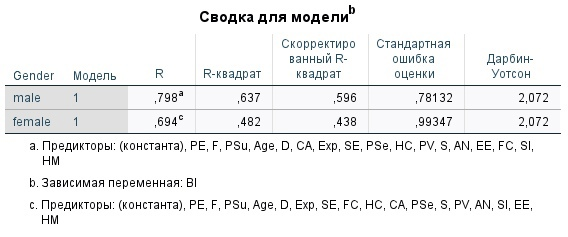 Сводка для модели^b
Gender Модель R R-квадрат Скорректированный R-квадрат Стандартная ошибка оценки Дарбин-Уотсон
male 1 ,798^a ,637 ,596 ,78132 2,072
female 1 ,694^c ,482 ,438 ,99347 2,072
a. Предикторы: (константа), PE, F, PSu, Age, D, CA, Exp, SE, PSe, HC, PV, S, AN, EE, FC, SI,
HM
b. Зависимая переменная: BI
c. Предикторы: (константа), PE, F, PSu, Age, D, Exp, SE, FC, HC, CA, PSe, S, PV, AN, SI, EE,
HM